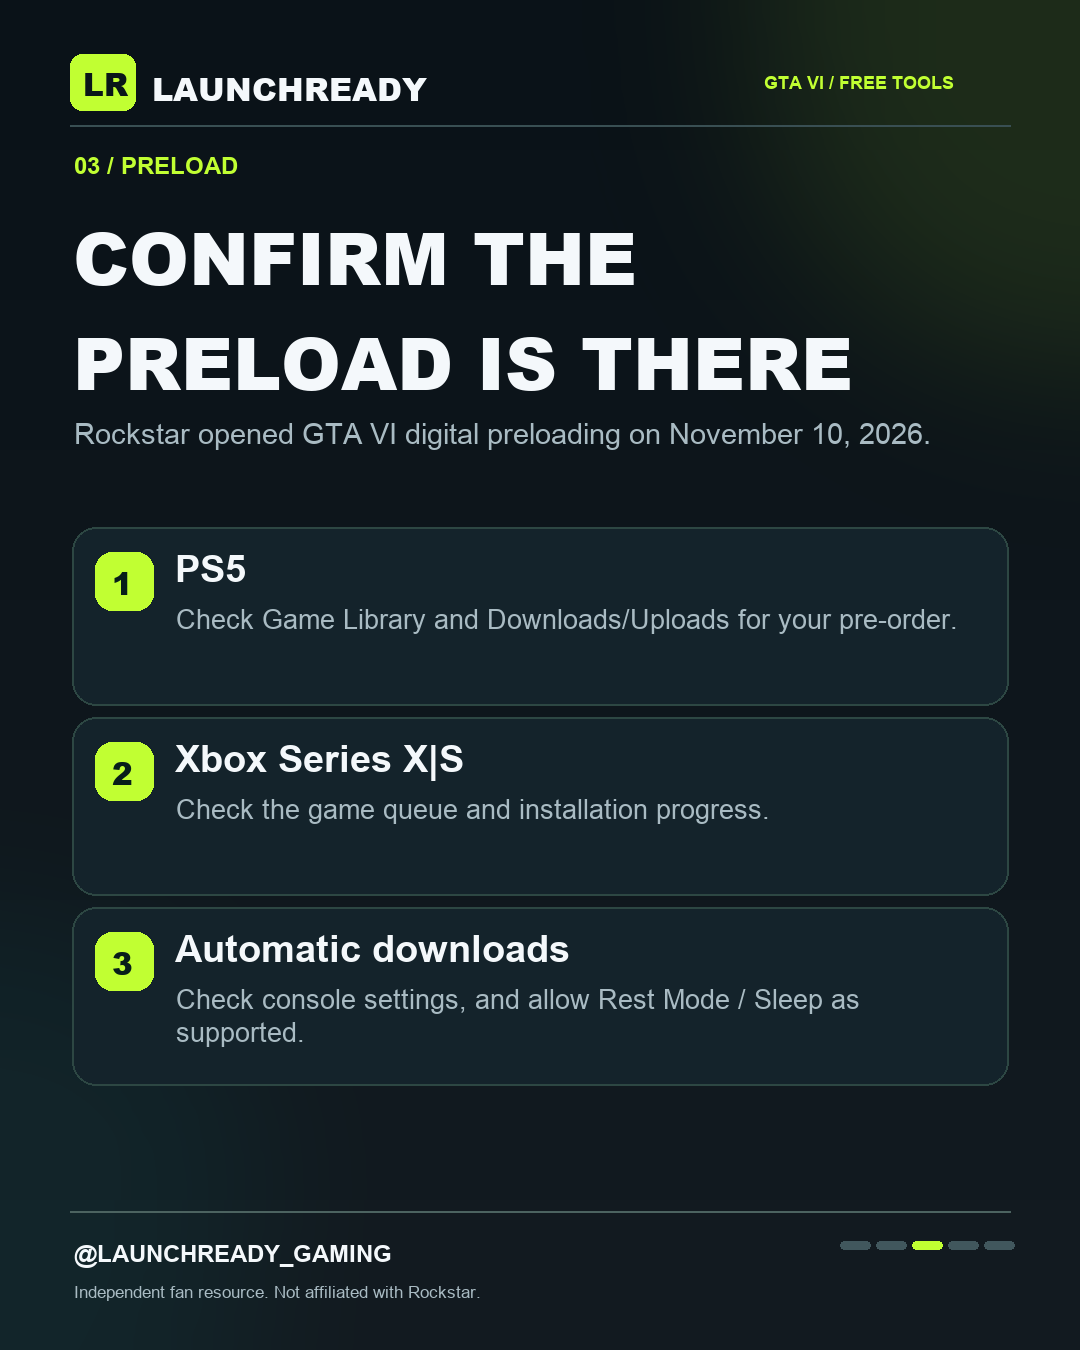 LR LAUNCHREADY
GTA VI / FREE TOOLS
03 / PRELOAD
CONFIRM THE
PRELOAD IS THERE
Rockstar opened GTA VI digital preloading on November 10, 2026.
1 PS5
Check Game Library and Downloads/Uploads for your pre-order.
2 Xbox Series X|S
Check the game queue and installation progress.
3 Automatic downloads
Check console settings, and allow Rest Mode / Sleep as
supported.
@LAUNCHREADY_GAMING
Independent fan resource. Not affiliated with Rockstar.